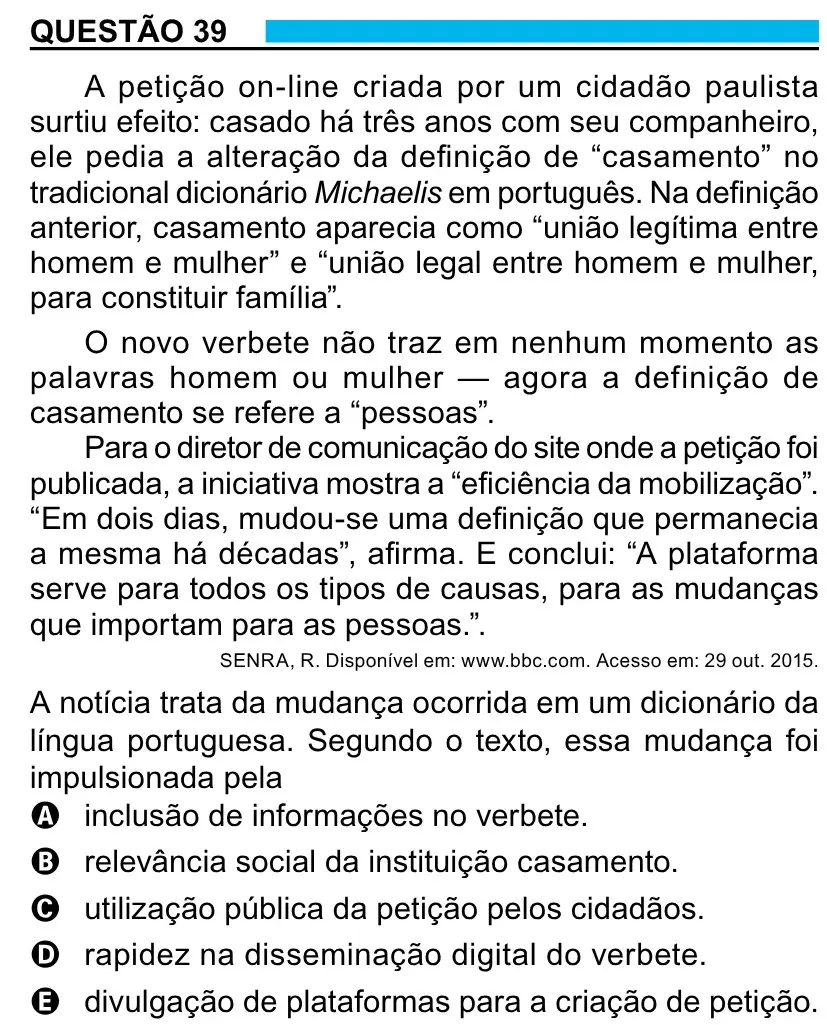 QUESTÃO 39
A petição on-line criada por um cidadão paulista
surtiu efeito: casado há três anos com seu companheiro,
ele pedia a alteração da definição de “casamento” no
tradicional dicionário Michaelis em português. Na definição
anterior, casamento aparecia como “união legítima entre
homem e mulher” e “união legal entre homem e mulher,
para constituir família”.
O novo verbete não traz em nenhum momento as
palavras homem ou mulher — agora a definição de
casamento se refere a “pessoas”.
Para o diretor de comunicação do site onde a petição foi
publicada, a iniciativa mostra a “eficiência da mobilização”.
“Em dois dias, mudou-se uma definição que permanecia
a mesma há décadas”, afirma. E conclui: “A plataforma
serve para todos os tipos de causas, para as mudanças
que importam para as pessoas.”.
SENRA, R. Disponível em: www.bbc.com. Acesso em: 29 out. 2015.
A notícia trata da mudança ocorrida em um dicionário da
língua portuguesa. Segundo o texto, essa mudança foi
impulsionada pela
A inclusão de informações no verbete.
B relevância social da instituição casamento.
C utilização pública da petição pelos cidadãos.
D rapidez na disseminação digital do verbete.
E divulgação de plataformas para a criação de petição.